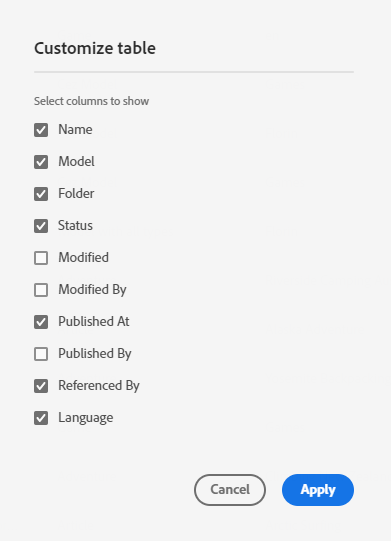 Customize table
Select columns to show
Name
Model
Folder
Status
Modified
Modified By
Published At
Published By
Referenced By
Language
Cancel Apply